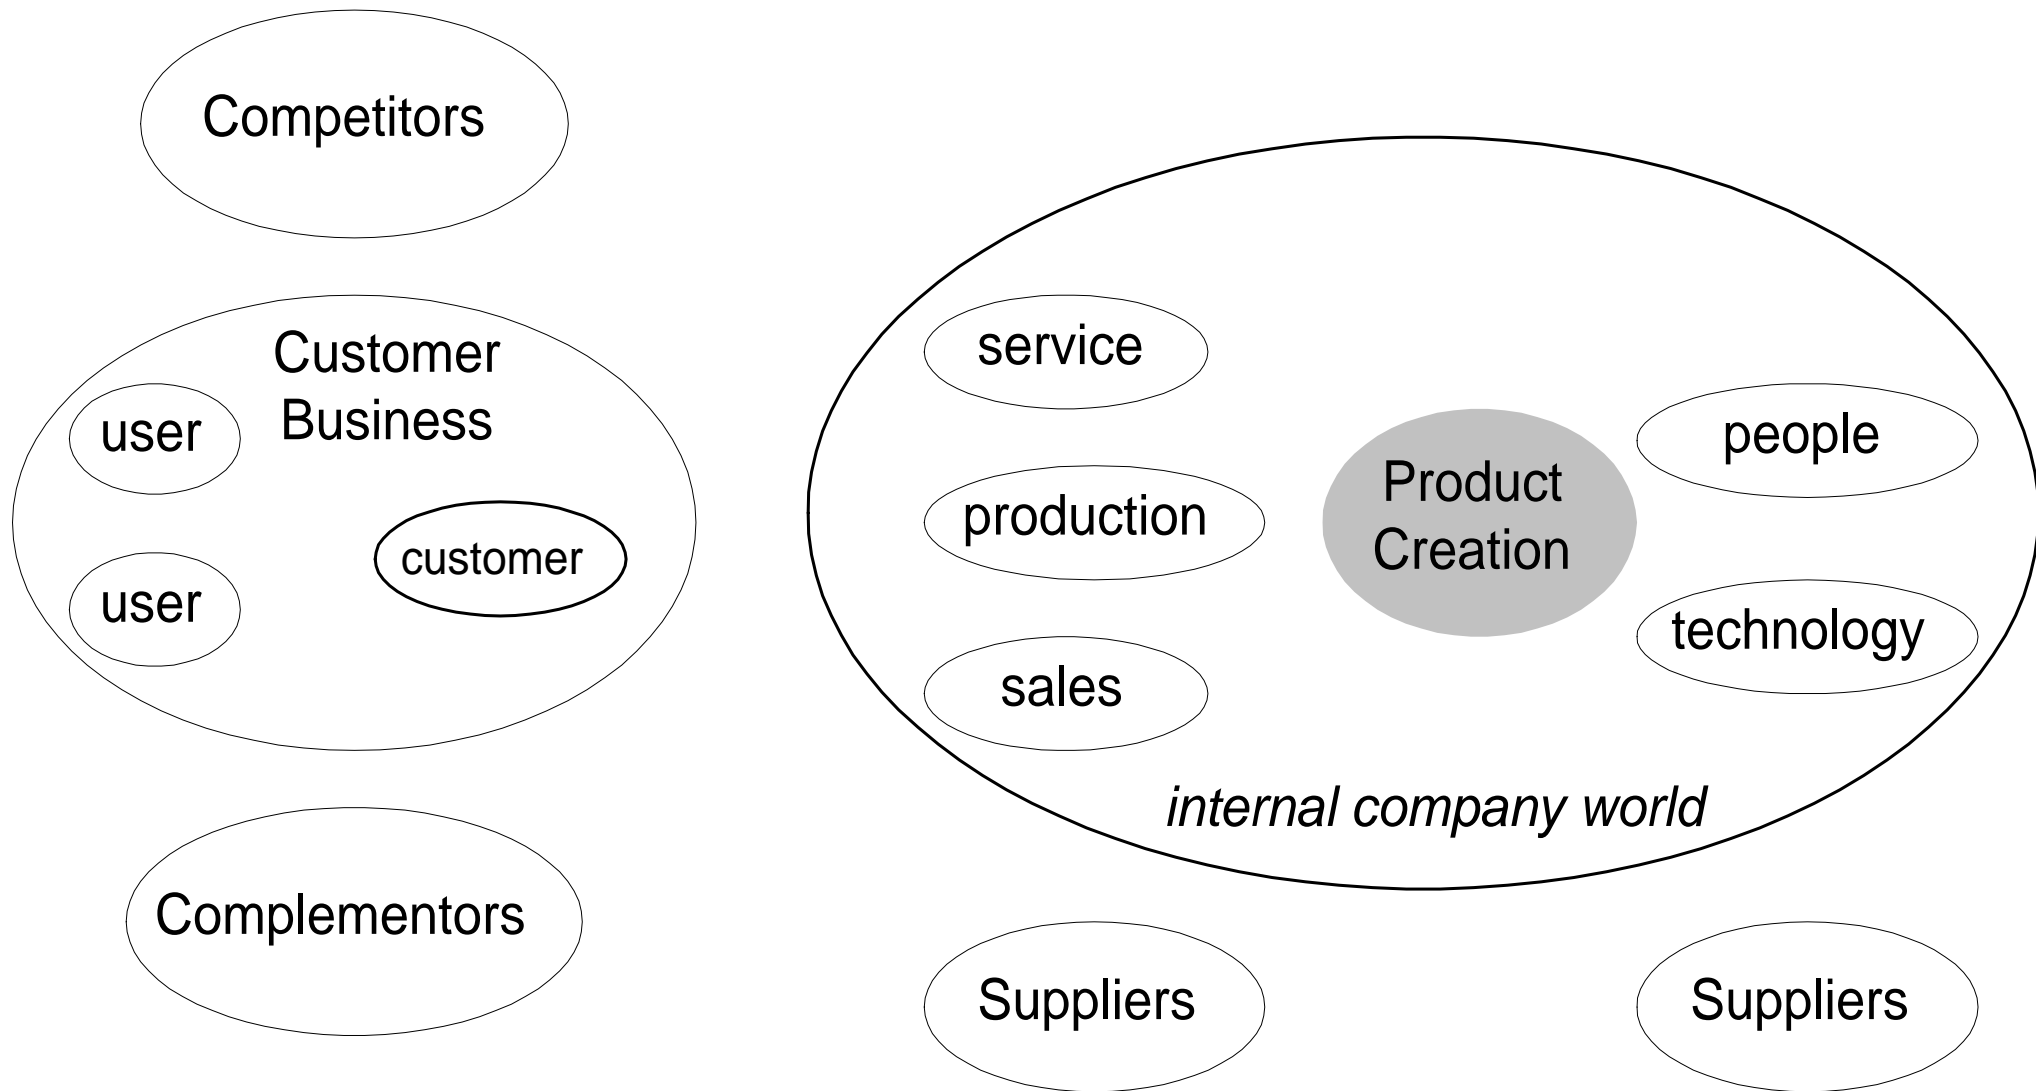 Competitors
Customer
Business
user
customer
user
Complementors
service
production
sales
Product
Creation
people
technology
internal company world
Suppliers
Suppliers